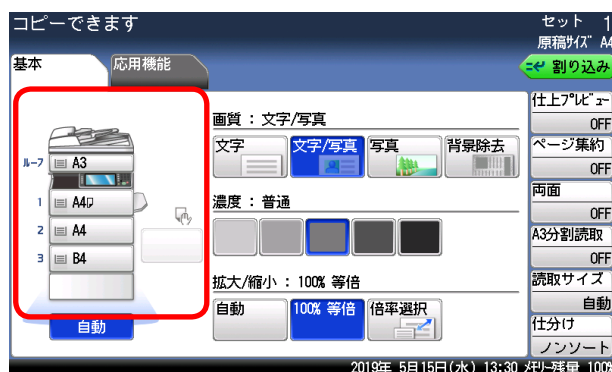 コピーできます
セット 1
原稿ｻｲｽﾞ A4
基本
応用機能
割り込み
ﾙｰﾌ A3
1 A4
2 A4
3 B4
自動
画質 : 文字/写真
文字
文字/写真
写真
背景除去
濃度 : 普通
拡大/縮小 : 100% 等倍
自動
100% 等倍
倍率選択
仕上ﾌﾟﾚﾋﾞｭｰ
OFF
ページ集約
OFF
両面
OFF
A3分割読取
OFF
読取サイズ
自動
仕分け
ノンソート
2019年 5月15日(水) 13:30 ﾒﾓﾘｰ残量 100%